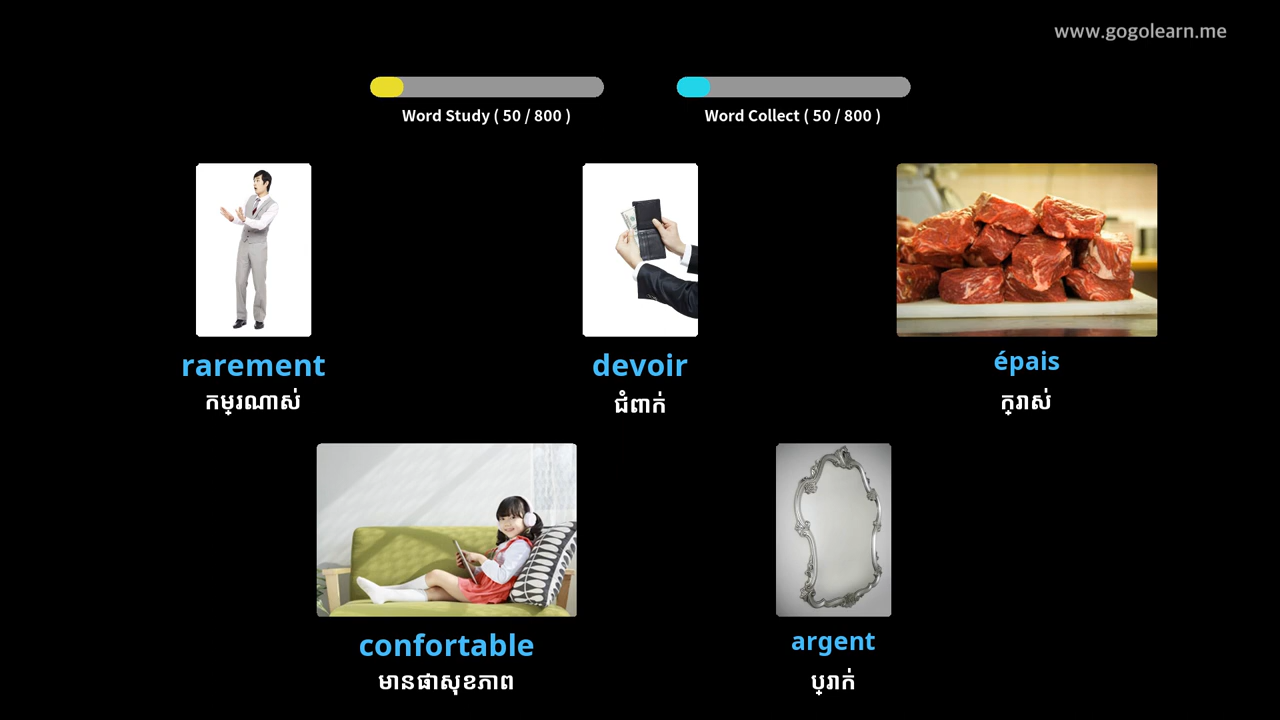 www.gogolearn.me
Word Study ( 50 / 800 )
Word Collect ( 50 / 800 )
rarement
កម្រណាស់
devoir
ជំពាក់
épais
ក្រាស់
confortable
មានផាសុខភាព
argent
ប្រាក់